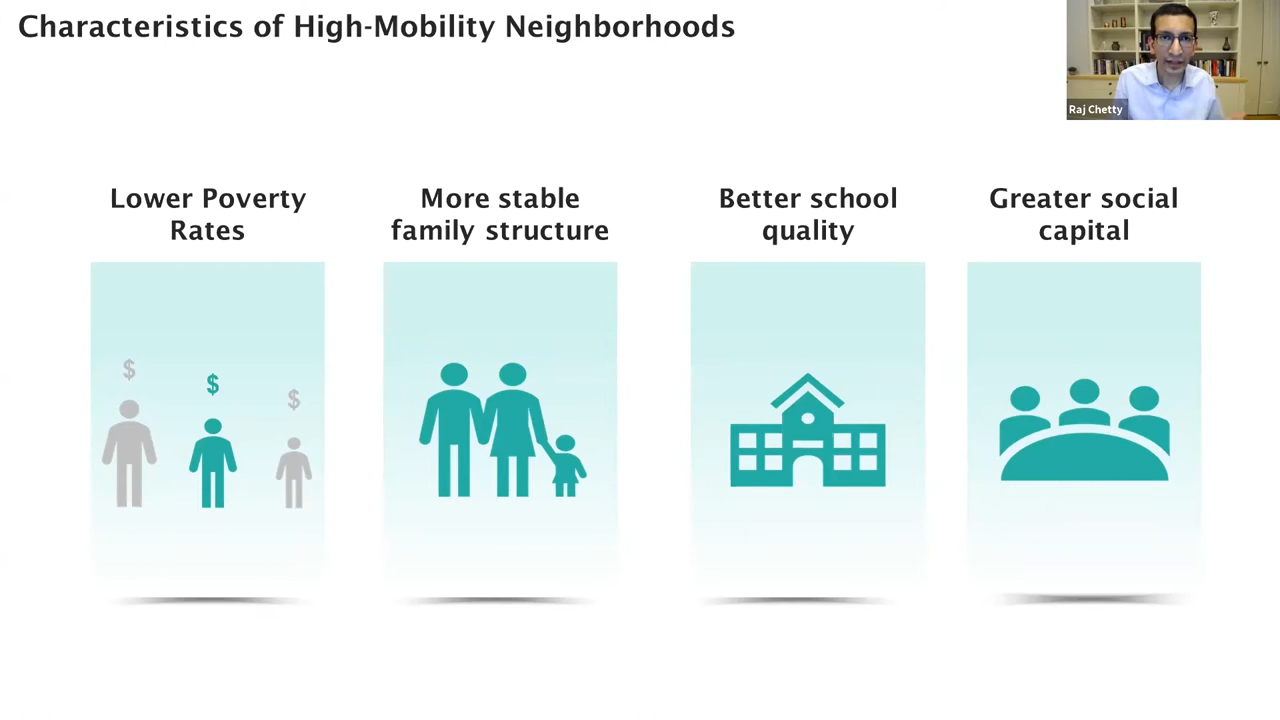 Characteristics of High-Mobility Neighborhoods
Raj Chetty
Lower Poverty
Rates
More stable
family structure
Better school
quality
Greater social
capital
$
$
$